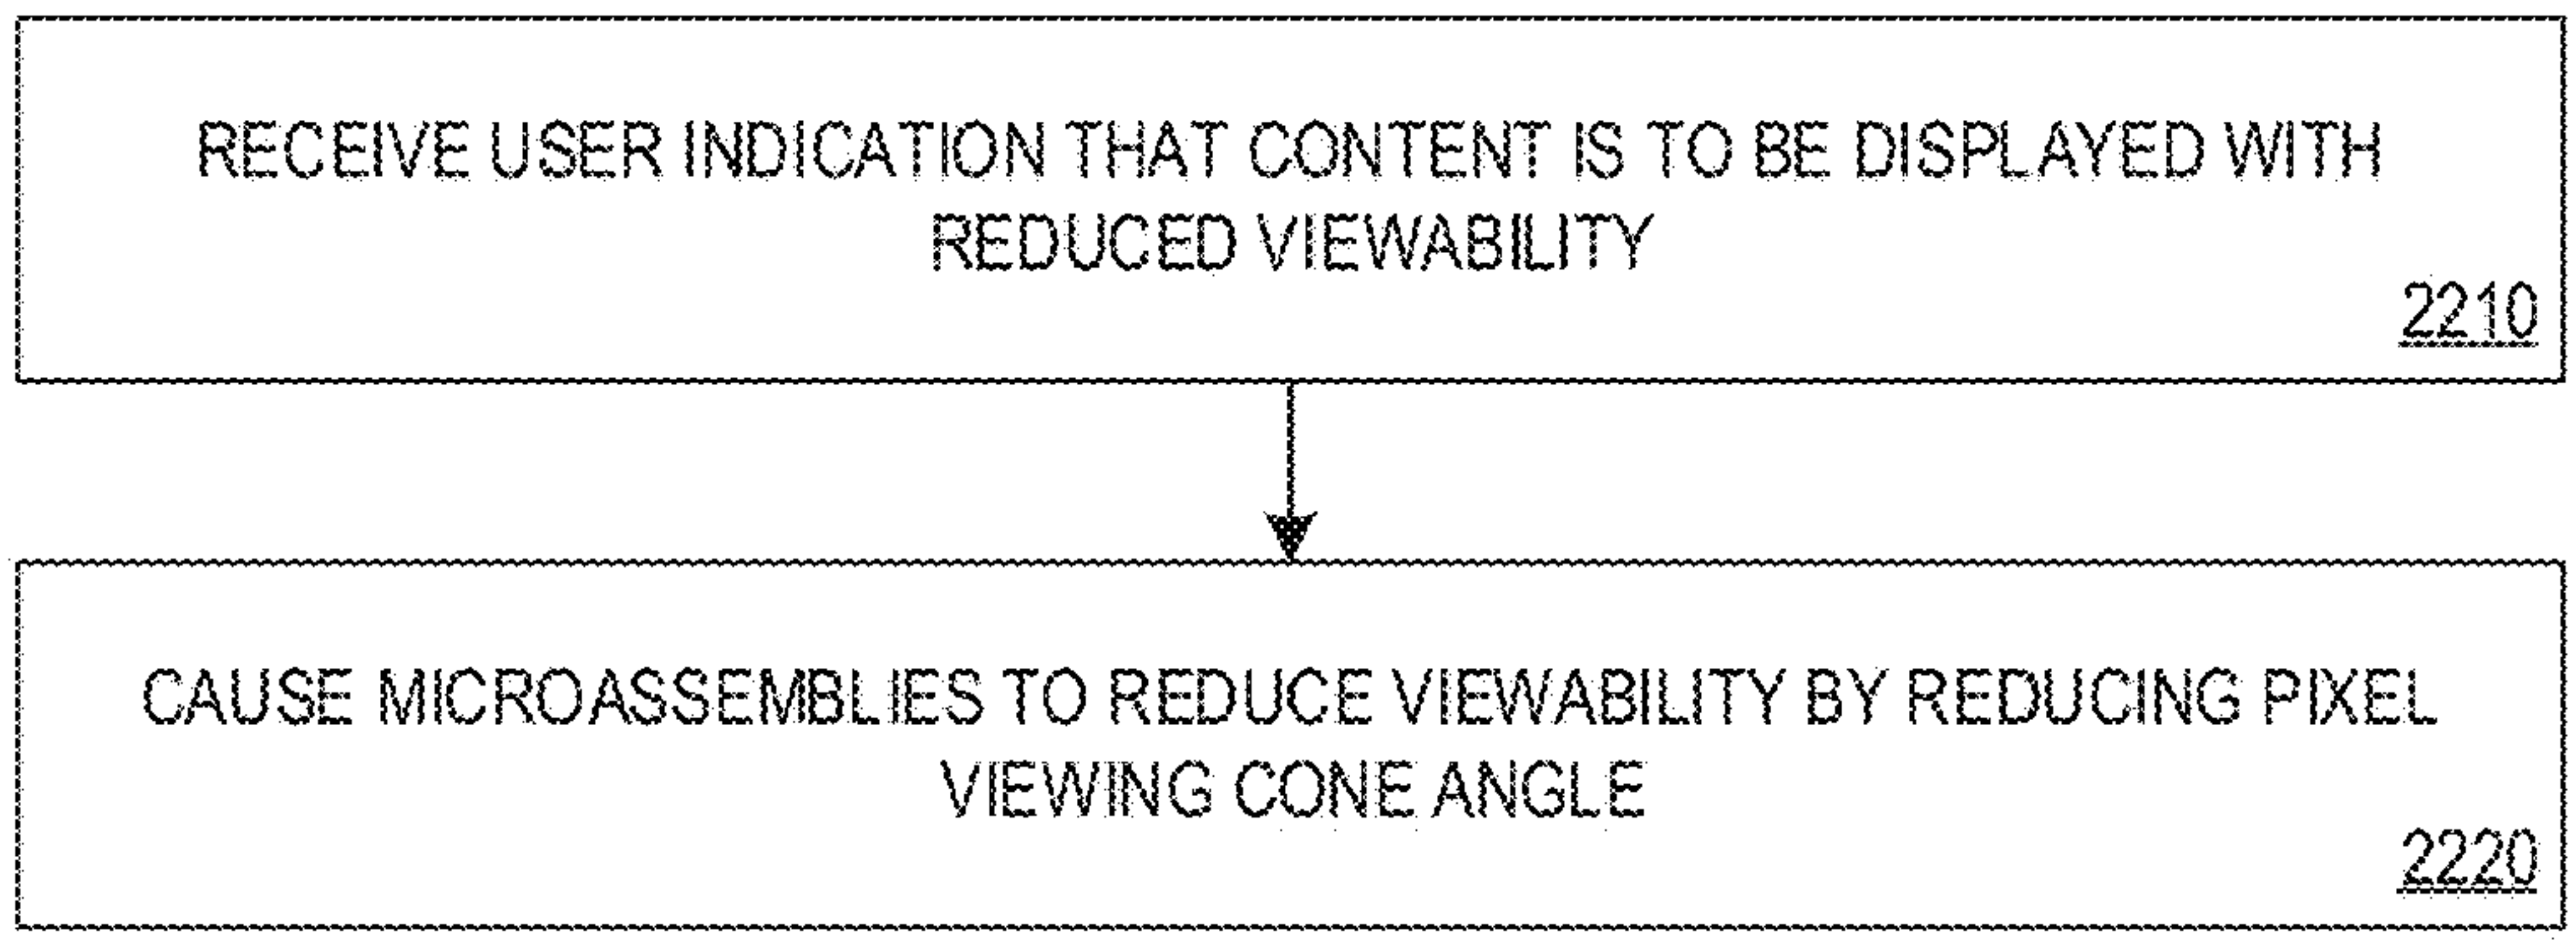 RECEIVE USER INDICATION THAT CONTENT IS TO BE DISPLAYED WITH
REDUCED VIEWABILITY
2210
CAUSE MICROASSEMBLIES TO REDUCE VIEWABILITY BY REDUCING PIXEL
VIEWING CONE ANGLE
2220